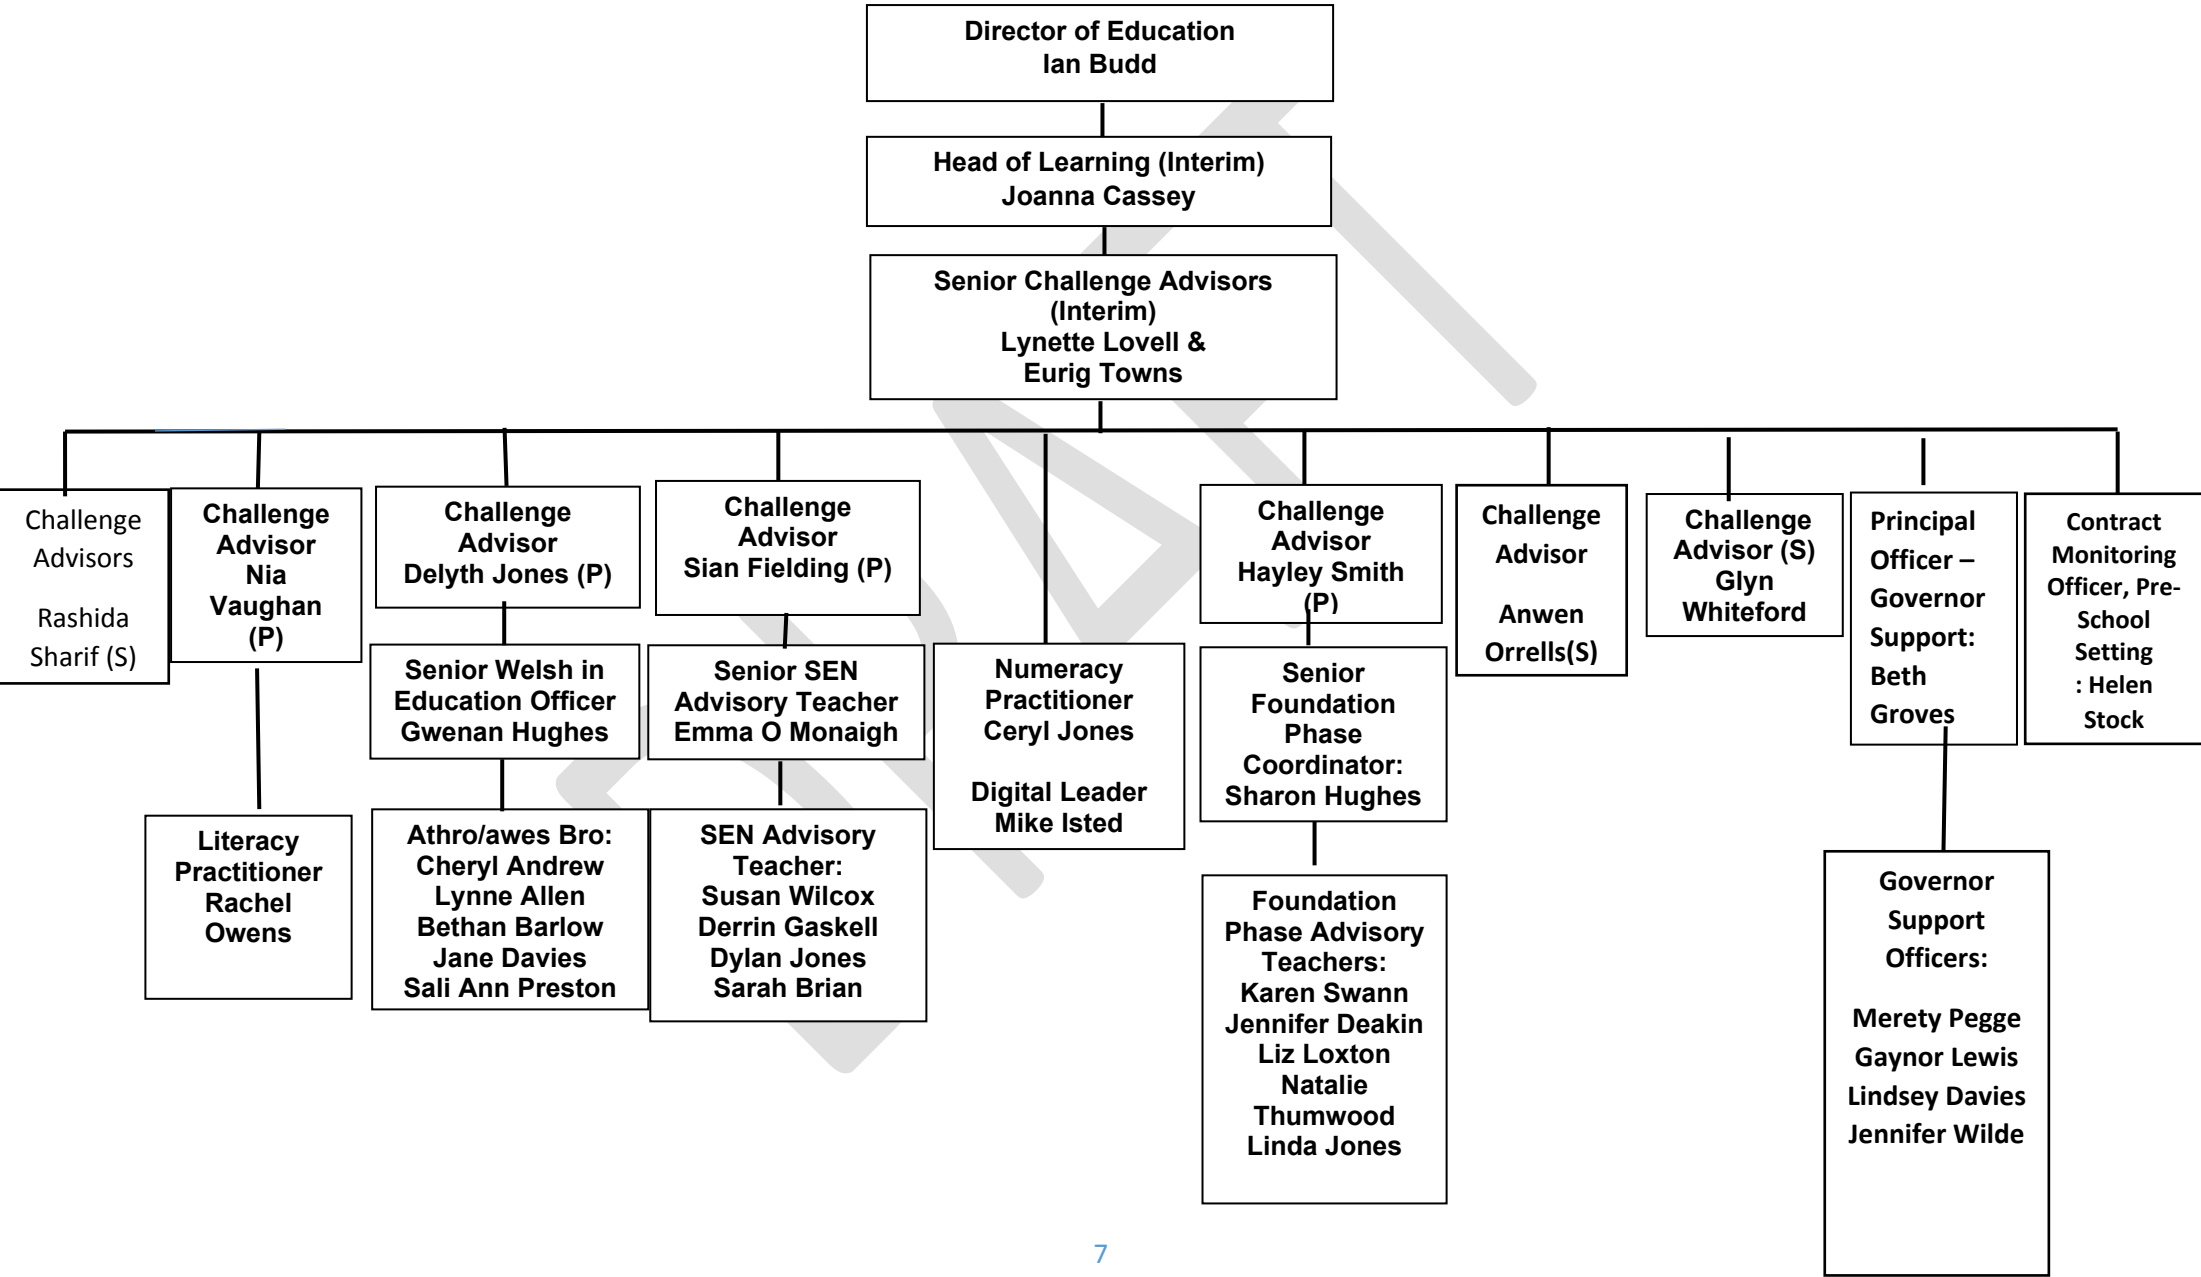 Director of Education
Ian Budd
Head of Learning (Interim)
Joanna Cassey
Senior Challenge Advisors
(Interim)
Lynette Lovell &
Eurig Towns
Challenge
Advisors
Rashida
Sharif (S)
Challenge
Advisor
Nia
Vaughan
(P)
Literacy
Practitioner
Rachel
Owens
Challenge
Advisor
Delyth Jones (P)
Senior Welsh in
Education Officer
Gwenan Hughes
Athro/awes Bro:
Cheryl Andrew
Lynne Allen
Bethan Barlow
Jane Davies
Sali Ann Preston
Challenge
Advisor
Sian Fielding (P)
Senior SEN
Advisory Teacher
Emma O Monaigh
SEN Advisory
Teacher:
Susan Wilcox
Derrin Gaskell
Dylan Jones
Sarah Brian
Numeracy
Practitioner
Ceryl Jones
Digital Leader
Mike Isted
Challenge
Advisor
Hayley Smith
(P)
Senior
Foundation
Phase
Coordinator:
Sharon Hughes
Foundation
Phase Advisory
Teachers:
Karen Swann
Jennifer Deakin
Liz Loxton
Natalie
Thumwood
Linda Jones
Challenge
Advisor
Anwen
Orrells(S)
Challenge
Advisor (S)
Glyn
Whiteford
Principal
Officer –
Governor
Support:
Beth
Groves
Governor
Support
Officers:
Merety Pegge
Gaynor Lewis
Lindsey Davies
Jennifer Wilde
Contract
Monitoring
Officer, Pre-
School
Setting
: Helen
Stock
DRAFT
7